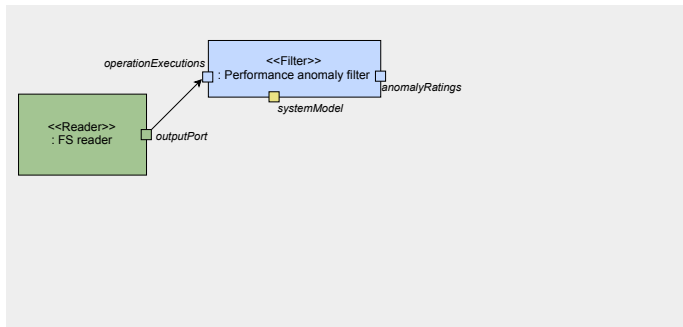 operationExecutions
<<Filter>>
: Performance anomaly filter
anomalyRatings
systemModel
<<Reader>>
: FS reader
outputPort